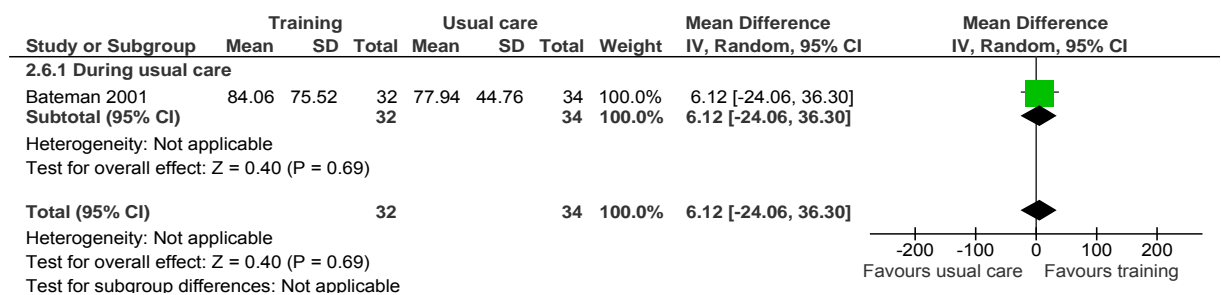 Training Usual care Mean Difference Mean Difference
Study or Subgroup Mean SD Total Mean SD Total Weight IV, Random, 95% CI IV, Random, 95% CI
2.6.1 During usual care
Bateman 2001 84.06 75.52 32 77.94 44.76 34 100.0% 6.12 [-24.06, 36.30]
Subtotal (95% CI) 32 34 100.0% 6.12 [-24.06, 36.30]
Heterogeneity: Not applicable
Test for overall effect: Z = 0.40 (P = 0.69)
Total (95% CI) 32 34 100.0% 6.12 [-24.06, 36.30]
Heterogeneity: Not applicable
Test for overall effect: Z = 0.40 (P = 0.69)
Test for subgroup differences: Not applicable
-200 -100 0 100 200
Favours usual care Favours training